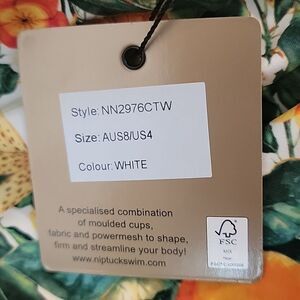 Style: NN2976CTW
Size: AUS8/US4
Colour: WHITE
A specialised combination
of moulded cups,
fabric and powermesh to shape,
firm and streamline your body!
www.niptuckswim.com
FSC
MIX